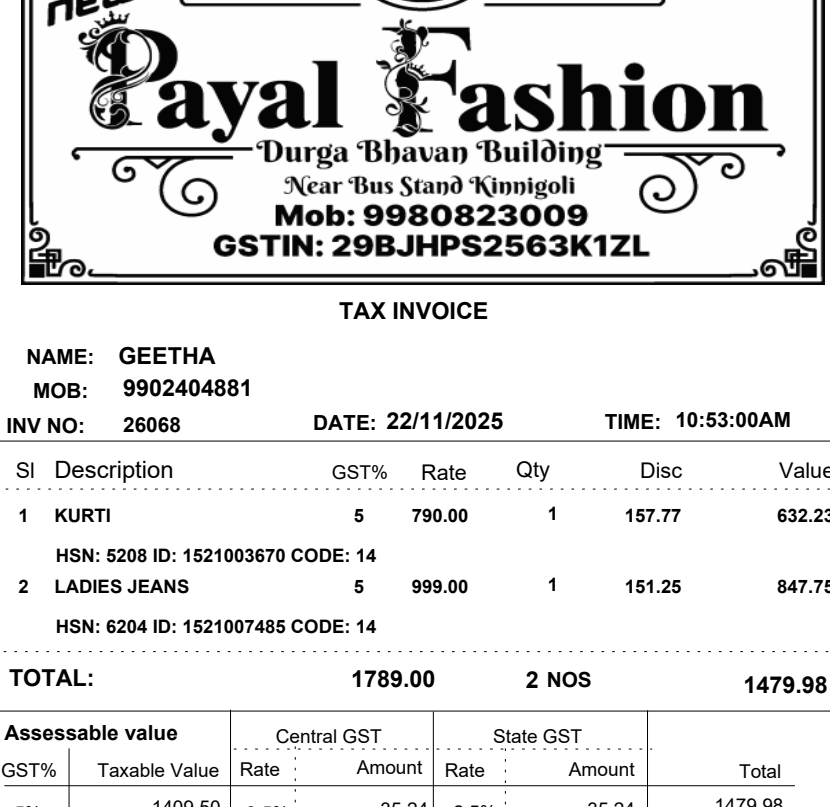 new
Payal Fashion
Durga Bhavan Building
Near Bus Stand Kinnigoli
Mob: 9980823009
GSTIN: 29BJHPS2563K1ZL
TAX INVOICE
NAME: GEETHA
MOB: 9902404881
INV NO: 26068 DATE: 22/11/2025 TIME: 10:53:00AM
Sl Description GST% Rate Qty Disc Value
1 KURTI 5 790.00 1 157.77 632.23
HSN: 5208 ID: 1521003670 CODE: 14
2 LADIES JEANS 5 999.00 1 151.25 847.75
HSN: 6204 ID: 1521007485 CODE: 14
TOTAL: 1789.00 2 NOS 1479.98
Assessable value Central GST State GST
GST% Taxable Value Rate Amount Rate Amount Total
1409.50 35.24 35.24 1479.98